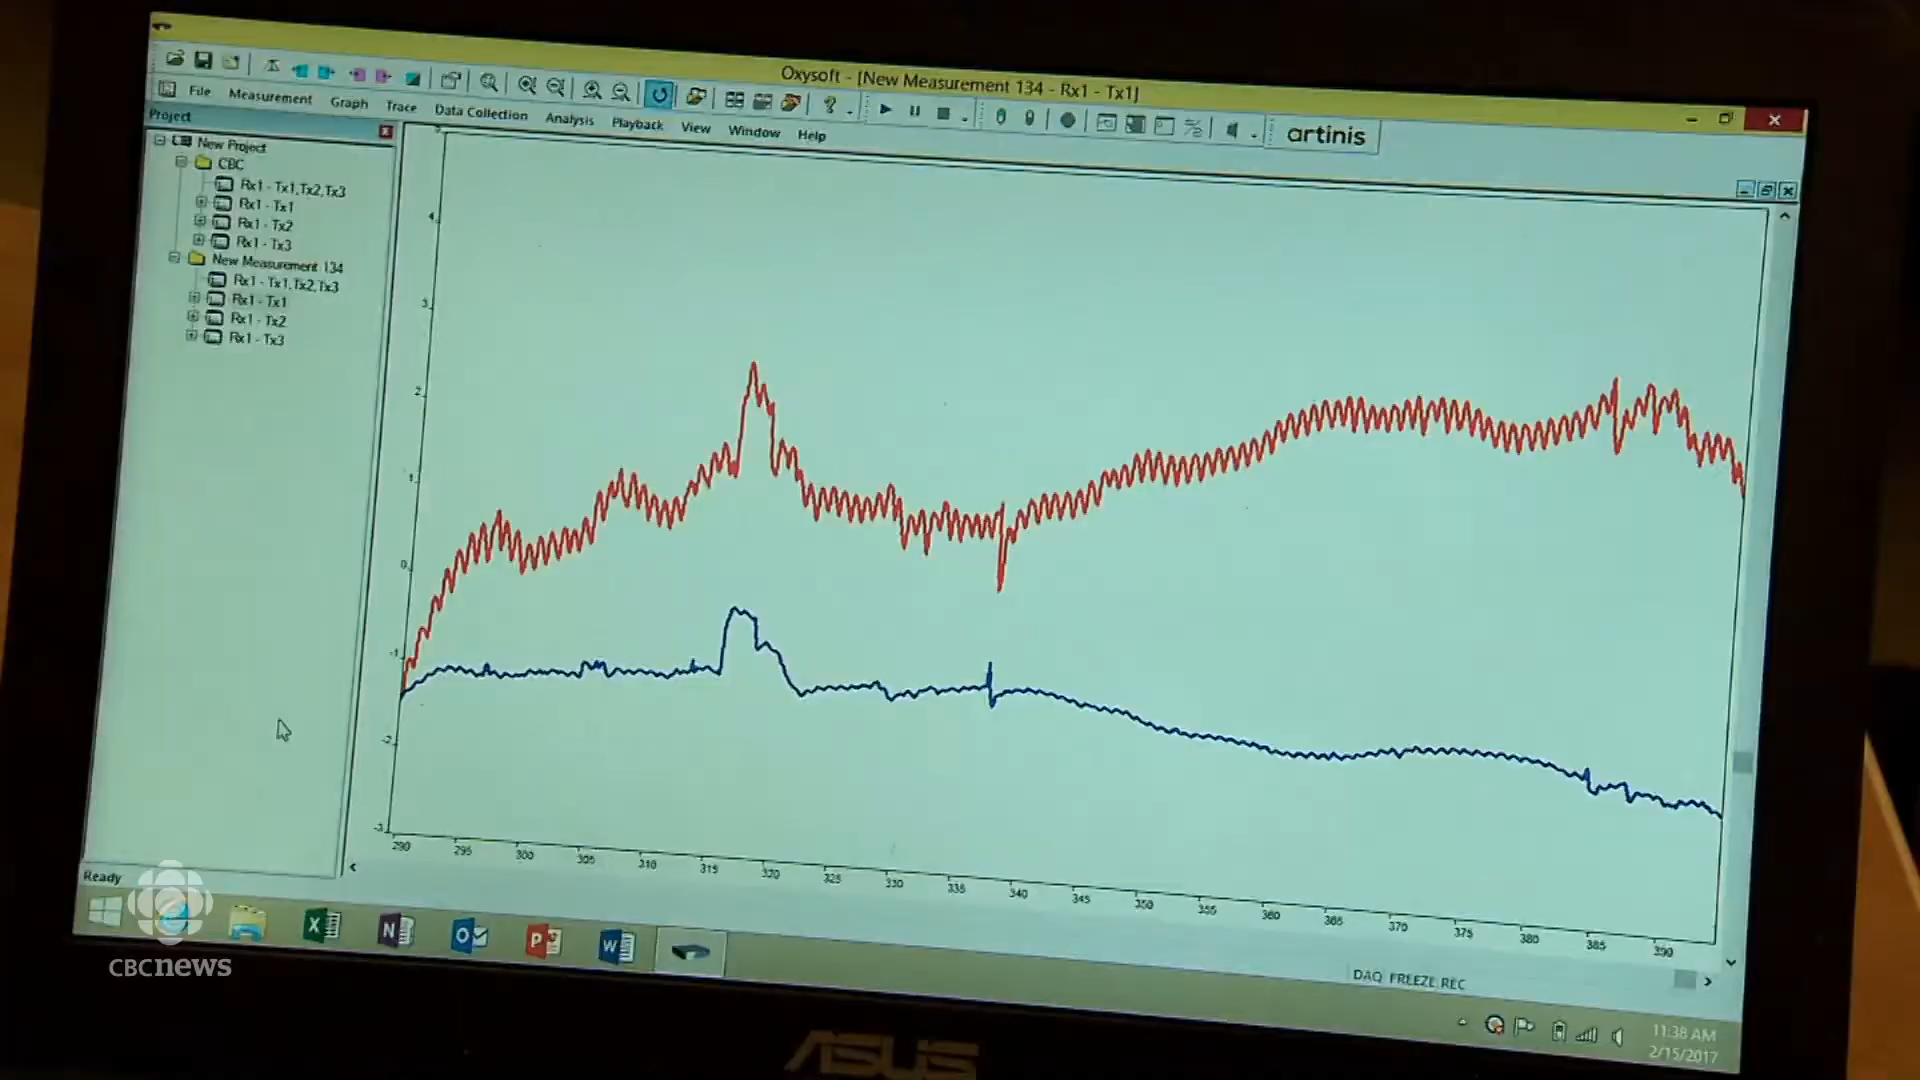 Oxysoft - [New Measurement 134 - Rx1 - Tx1]
File Measurement Graph Trace Data Collection Analysis Playback View Window Help
artinis
Project
New Project
CBC
Rx1 - Tx1,Tx2,Tx3
Rx1 - Tx1
Rx1 - Tx2
Rx1 - Tx3
New Measurement 134
Rx1 - Tx1,Tx2,Tx3
Rx1 - Tx1
Rx1 - Tx2
Rx1 - Tx3
5
4
3
2
1
0
-1
-2
-3
290 295 300 305 310 315 320 325 330 335 340 345 350 355 360 365 370 375 380 385 390
Ready
DAQ FREEZE REC
11:38 AM
2/15/2017
CBC news
ASUS